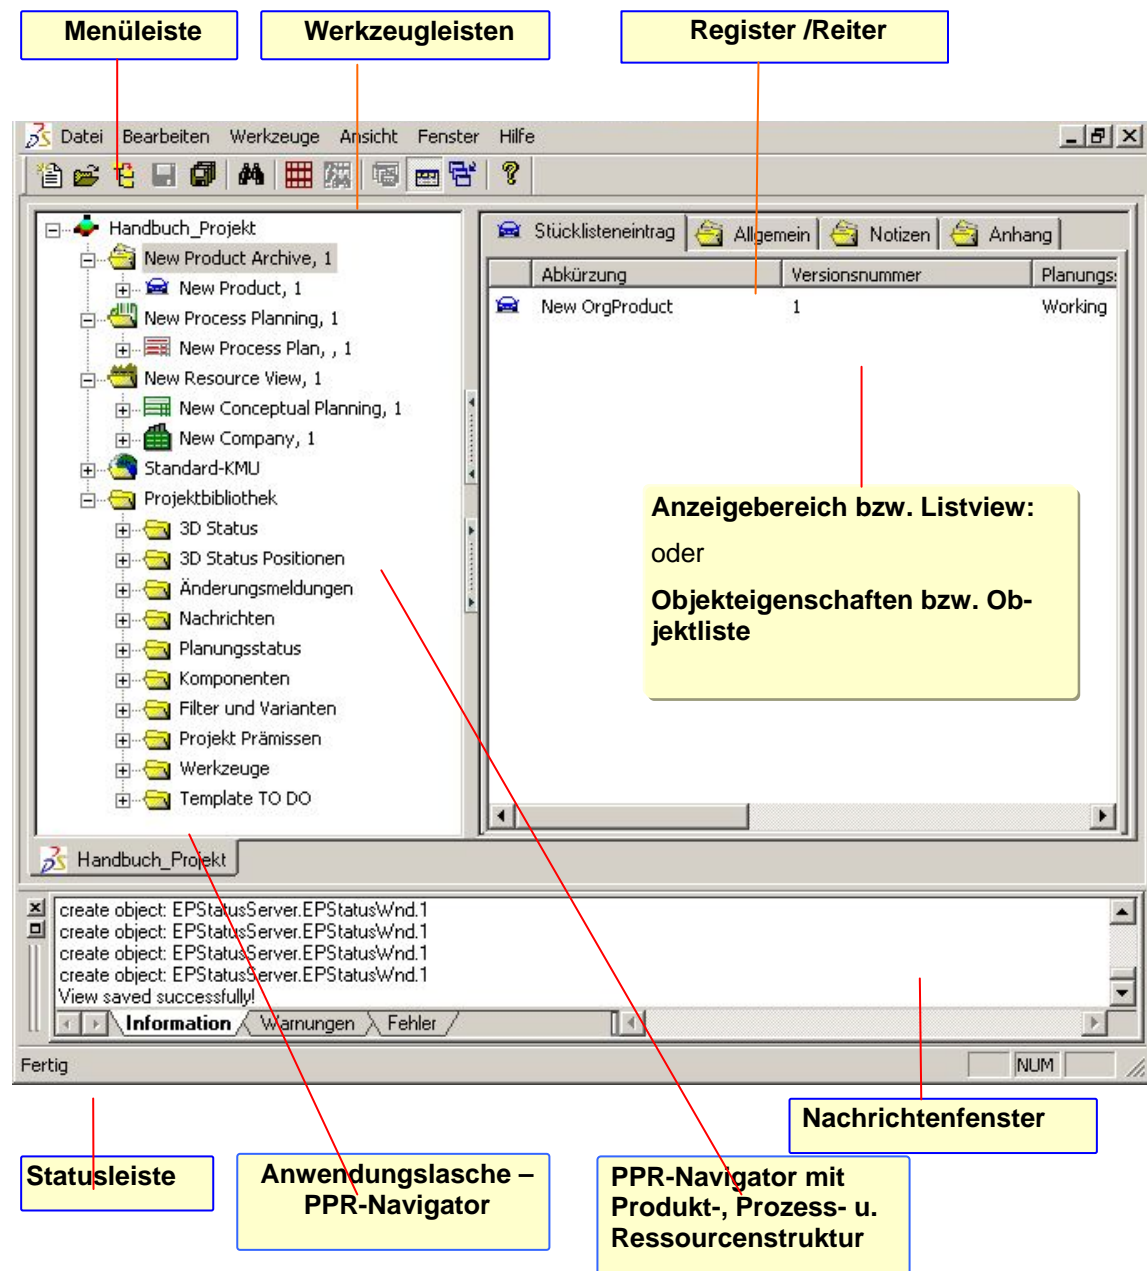 Menüleiste
Werkzeugleisten
Register /Reiter
Datei Bearbeiten Werkzeuge Ansicht Fenster Hilfe
Handbuch_Projekt
New Product Archive, 1
New Product, 1
New Process Planning, 1
New Process Plan, , 1
New Resource View, 1
New Conceptual Planning, 1
New Company, 1
Standard-KMU
Projektbibliothek
3D Status
3D Status Positionen
Änderungsmeldungen
Nachrichten
Planungsstatus
Komponenten
Filter und Varianten
Projekt Prämissen
Werkzeuge
Template TO DO
Stücklisteneintrag Allgemein Notizen Anhang
Abkürzung Versionsnummer Planungs
New OrgProduct 1 Working
Anzeigebereich bzw. Listview:
oder
Objekteigenschaften bzw. Ob-
jektliste
Handbuch_Projekt
create object: EPStatusServer.EPStatusWnd.1
create object: EPStatusServer.EPStatusWnd.1
create object: EPStatusServer.EPStatusWnd.1
create object: EPStatusServer.EPStatusWnd.1
View saved successfully!
Information Warnungen Fehler
Fertig
NUM
Nachrichtenfenster
Statusleiste
Anwendungslasche –
PPR-Navigator
PPR-Navigator mit
Produkt-, Prozess- u.
Ressourcenstruktur